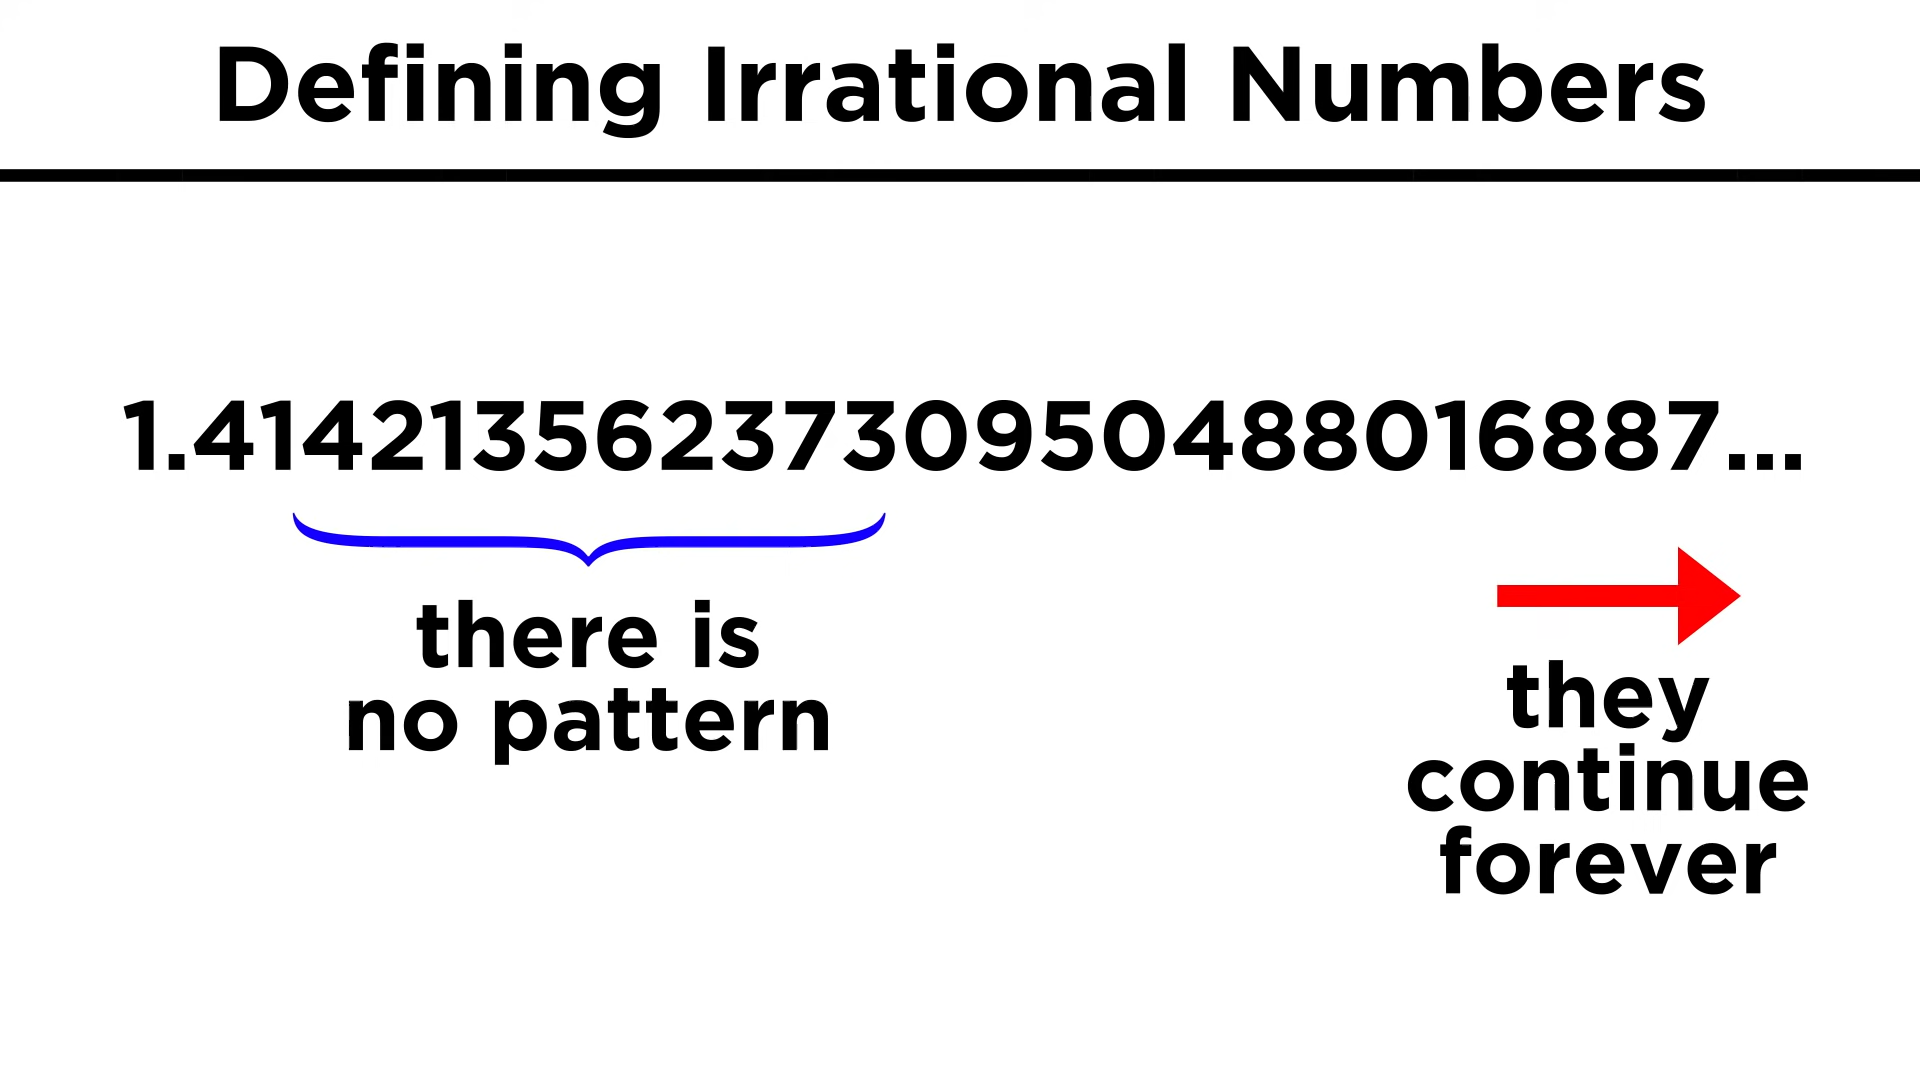 Defining Irrational Numbers
1.4142135623730950488016887...
there is
no pattern
they
continue
forever